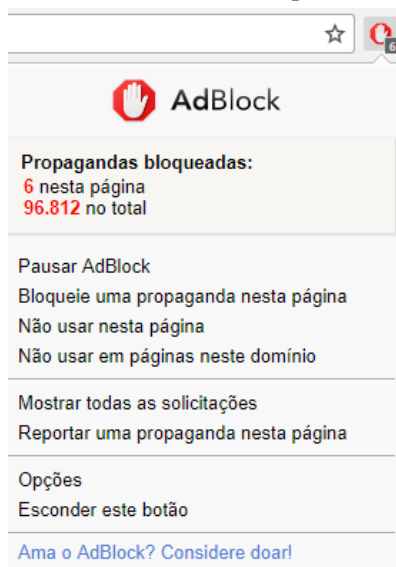 6
AdBlock
Propagandas bloqueadas:
6 nesta página
96.812 no total
Pausar AdBlock
Bloqueie uma propaganda nesta página
Não usar nesta página
Não usar em páginas neste domínio
Mostrar todas as solicitações
Reportar uma propaganda nesta página
Opções
Esconder este botão
Ama o AdBlock? Considere doar!